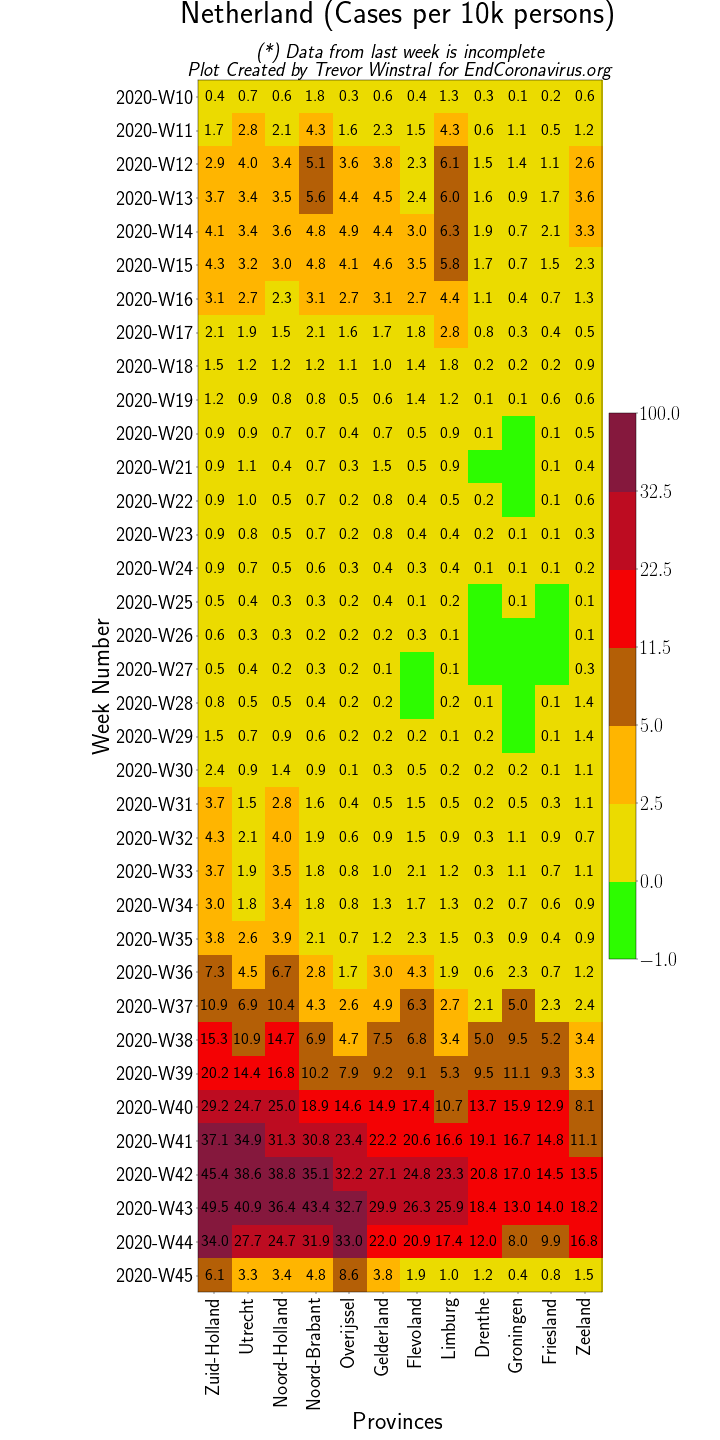 Netherland (Cases per 10k persons)
(*) Data from last week is incomplete
Plot Created by Trevor Winstral for EndCoronavirus.org
2020-W10 0.4 0.7 0.6 1.8 0.3 0.6 0.4 1.3 0.3 0.1 0.2 0.6
2020-W11 1.7 2.8 2.1 4.3 1.6 2.3 1.5 4.3 0.6 1.1 0.5 1.2
2020-W12 2.9 4.0 3.4 5.1 3.6 3.8 2.3 6.1 1.5 1.4 1.1 2.6
2020-W13 3.7 3.4 3.5 5.6 4.4 4.5 2.4 6.0 1.6 0.9 1.7 3.6
2020-W14 4.1 3.4 3.6 4.8 4.9 4.4 3.0 6.3 1.9 0.7 2.1 3.3
2020-W15 4.3 3.2 3.0 4.8 4.1 4.6 3.5 5.8 1.7 0.7 1.5 2.3
2020-W16 3.1 2.7 2.3 3.1 2.7 3.1 2.7 4.4 1.1 0.4 0.7 1.3
2020-W17 2.1 1.9 1.5 2.1 1.6 1.7 1.8 2.8 0.8 0.3 0.4 0.5
2020-W18 1.5 1.2 1.2 1.2 1.1 1.0 1.4 1.8 0.2 0.2 0.2 0.9
2020-W19 1.2 0.9 0.8 0.8 0.5 0.6 1.4 1.2 0.1 0.1 0.6 0.6
2020-W20 0.9 0.9 0.7 0.7 0.4 0.7 0.5 0.9 0.1 0.1 0.5
2020-W21 0.9 1.1 0.4 0.7 0.3 1.5 0.5 0.9 0.1 0.4
2020-W22 0.9 1.0 0.5 0.7 0.2 0.8 0.4 0.5 0.2 0.1 0.6
2020-W23 0.9 0.8 0.5 0.7 0.2 0.8 0.4 0.4 0.2 0.1 0.1 0.3
2020-W24 0.9 0.7 0.5 0.6 0.3 0.4 0.3 0.4 0.1 0.1 0.1 0.2
2020-W25 0.5 0.4 0.3 0.3 0.2 0.4 0.1 0.2 0.1 0.1
2020-W26 0.6 0.3 0.3 0.2 0.2 0.2 0.3 0.1 0.1
2020-W27 0.5 0.4 0.2 0.3 0.2 0.1 0.1 0.3
2020-W28 0.8 0.5 0.5 0.4 0.2 0.2 0.2 0.1 0.1 1.4
2020-W29 1.5 0.7 0.9 0.6 0.2 0.2 0.2 0.1 0.2 0.1 1.4
2020-W30 2.4 0.9 1.4 0.9 0.1 0.3 0.5 0.2 0.2 0.2 0.1 1.1
2020-W31 3.7 1.5 2.8 1.6 0.4 0.5 1.5 0.5 0.2 0.5 0.3 1.1
2020-W32 4.3 2.1 4.0 1.9 0.6 0.9 1.5 0.9 0.3 1.1 0.9 0.7
2020-W33 3.7 1.9 3.5 1.8 0.8 1.0 2.1 1.2 0.3 1.1 0.7 1.1
2020-W34 3.0 1.8 3.4 1.8 0.8 1.3 1.7 1.3 0.2 0.7 0.6 0.9
2020-W35 3.8 2.6 3.9 2.1 0.7 1.2 2.3 1.5 0.3 0.9 0.4 0.9
2020-W36 7.3 4.5 6.7 2.8 1.7 3.0 4.3 1.9 0.6 2.3 0.7 1.2
2020-W37 10.9 6.9 10.4 4.3 2.6 4.9 6.3 2.7 2.1 5.0 2.3 2.4
2020-W38 15.3 10.9 14.7 6.9 4.7 7.5 6.8 3.4 5.0 9.5 5.2 3.4
2020-W39 20.2 14.4 16.8 10.2 7.9 9.2 9.1 5.3 9.5 11.1 9.3 3.3
2020-W40 29.2 24.7 25.0 18.9 14.6 14.9 17.4 10.7 13.7 15.9 12.9 8.1
2020-W41 37.1 34.9 31.3 30.8 23.4 22.2 20.6 16.6 19.1 16.7 14.8 11.1
2020-W42 45.4 38.6 38.8 35.1 32.2 27.1 24.8 23.3 20.8 17.0 14.5 13.5
2020-W43 49.5 40.9 36.4 43.4 32.7 29.9 26.3 25.9 18.4 13.0 14.0 18.2
2020-W44 34.0 27.7 24.7 31.9 33.0 22.0 20.9 17.4 12.0 8.0 9.9 16.8
2020-W45 6.1 3.3 3.4 4.8 8.6 3.8 1.9 1.0 1.2 0.4 0.8 1.5
Week Number
Zuid-Holland
Utrecht
Noord-Holland
Noord-Brabant
Overijssel
Gelderland
Flevoland
Limburg
Drenthe
Groningen
Friesland
Zeeland
Provinces
100.0
32.5
22.5
11.5
5.0
2.5
0.0
−1.0